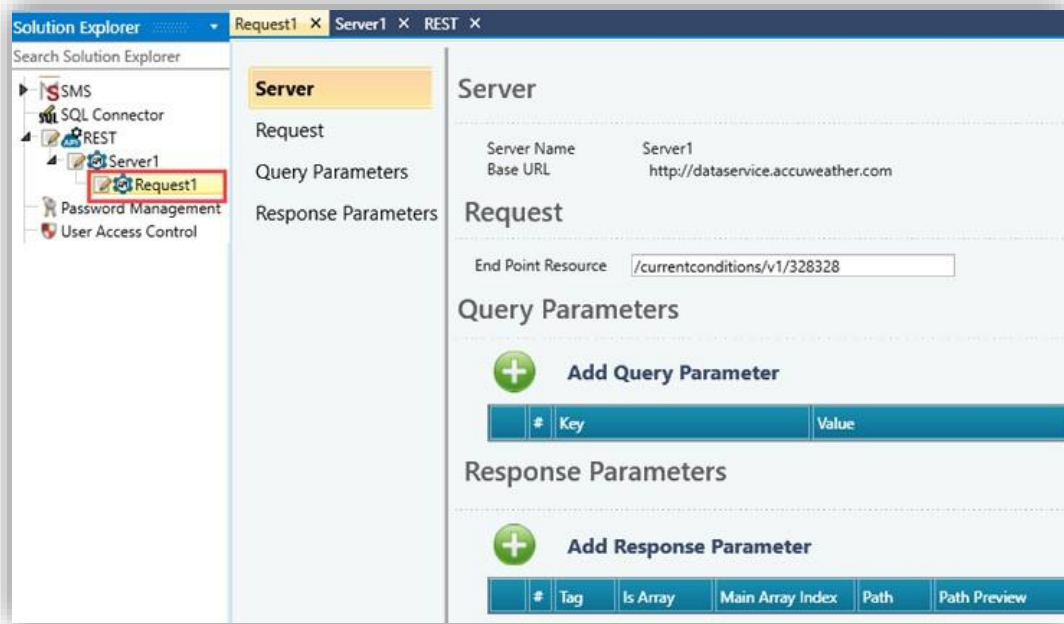 Solution Explorer
Request1 ✕ Server1 ✕ REST ✕
Search Solution Explorer
SMS
SQL Connector
REST
Server1
Request1
Password Management
User Access Control
Server
Request
Query Parameters
Response Parameters
Server
Server Name Server1
Base URL http://dataservice.accuweather.com
Request
End Point Resource /currentconditions/v1/328328
Query Parameters
Add Query Parameter
# Key Value
Response Parameters
Add Response Parameter
# Tag Is Array Main Array Index Path Path Preview